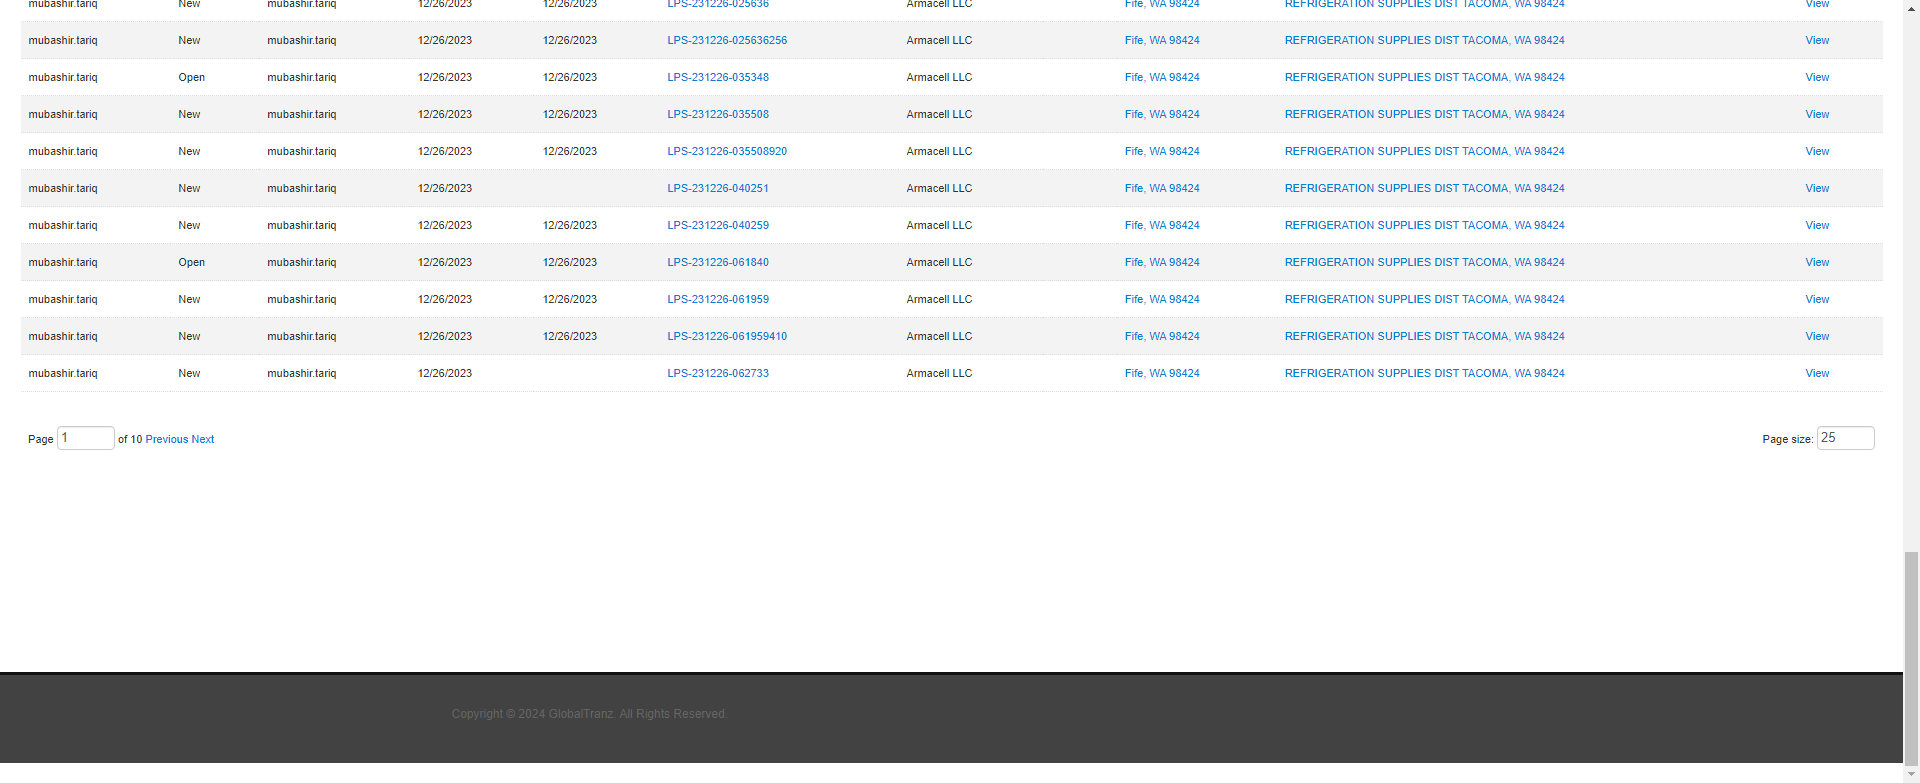 mubashir.tariq New mubashir.tariq 12/26/2023 12/26/2023 LPS-231226-025636 Armacell LLC Fife, WA 98424 REFRIGERATION SUPPLIES DIST TACOMA, WA 98424 View
mubashir.tariq New mubashir.tariq 12/26/2023 12/26/2023 LPS-231226-025636256 Armacell LLC Fife, WA 98424 REFRIGERATION SUPPLIES DIST TACOMA, WA 98424 View
mubashir.tariq Open mubashir.tariq 12/26/2023 12/26/2023 LPS-231226-035348 Armacell LLC Fife, WA 98424 REFRIGERATION SUPPLIES DIST TACOMA, WA 98424 View
mubashir.tariq New mubashir.tariq 12/26/2023 12/26/2023 LPS-231226-035508 Armacell LLC Fife, WA 98424 REFRIGERATION SUPPLIES DIST TACOMA, WA 98424 View
mubashir.tariq New mubashir.tariq 12/26/2023 12/26/2023 LPS-231226-035508920 Armacell LLC Fife, WA 98424 REFRIGERATION SUPPLIES DIST TACOMA, WA 98424 View
mubashir.tariq New mubashir.tariq 12/26/2023 LPS-231226-040251 Armacell LLC Fife, WA 98424 REFRIGERATION SUPPLIES DIST TACOMA, WA 98424 View
mubashir.tariq New mubashir.tariq 12/26/2023 12/26/2023 LPS-231226-040259 Armacell LLC Fife, WA 98424 REFRIGERATION SUPPLIES DIST TACOMA, WA 98424 View
mubashir.tariq Open mubashir.tariq 12/26/2023 12/26/2023 LPS-231226-061840 Armacell LLC Fife, WA 98424 REFRIGERATION SUPPLIES DIST TACOMA, WA 98424 View
mubashir.tariq New mubashir.tariq 12/26/2023 12/26/2023 LPS-231226-061959 Armacell LLC Fife, WA 98424 REFRIGERATION SUPPLIES DIST TACOMA, WA 98424 View
mubashir.tariq New mubashir.tariq 12/26/2023 12/26/2023 LPS-231226-061959410 Armacell LLC Fife, WA 98424 REFRIGERATION SUPPLIES DIST TACOMA, WA 98424 View
mubashir.tariq New mubashir.tariq 12/26/2023 LPS-231226-062733 Armacell LLC Fife, WA 98424 REFRIGERATION SUPPLIES DIST TACOMA, WA 98424 View
Page 1 of 10 Previous Next Page size: 25
Copyright © 2024 GlobalTranz. All Rights Reserved.